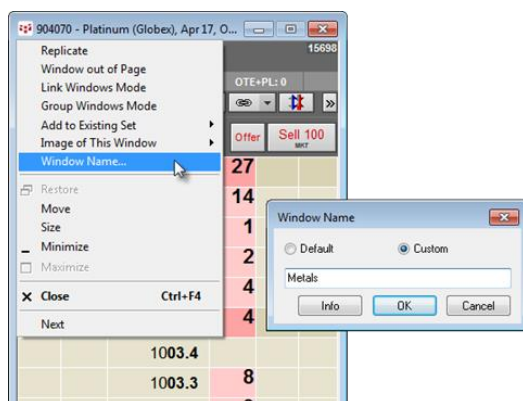 904070 - Platinum (Globex), Apr 17, O...
Replicate
Window out of Page
Link Windows Mode
Group Windows Mode
Add to Existing Set
Image of This Window
Window Name...
Restore
Move
Size
Minimize
Maximize
Close Ctrl+F4
Next
15698
OTE+PL: 0
Offer
Sell 100
MKT
27
14
1
2
4
4
1003.4
1003.3 8
Window Name
Default Custom
Metals
Info OK Cancel